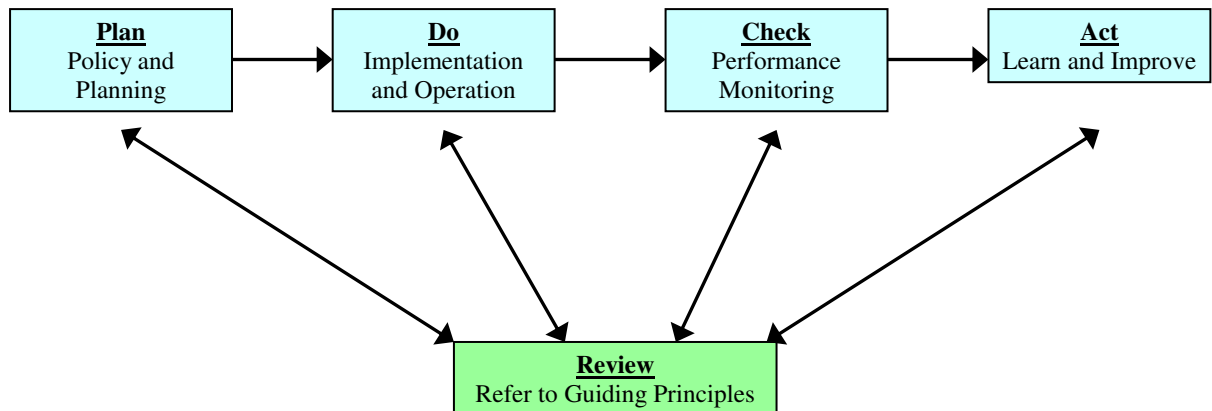 Plan
Policy and
Planning
Do
Implementation
and Operation
Check
Performance
Monitoring
Act
Learn and Improve
Review
Refer to Guiding Principles